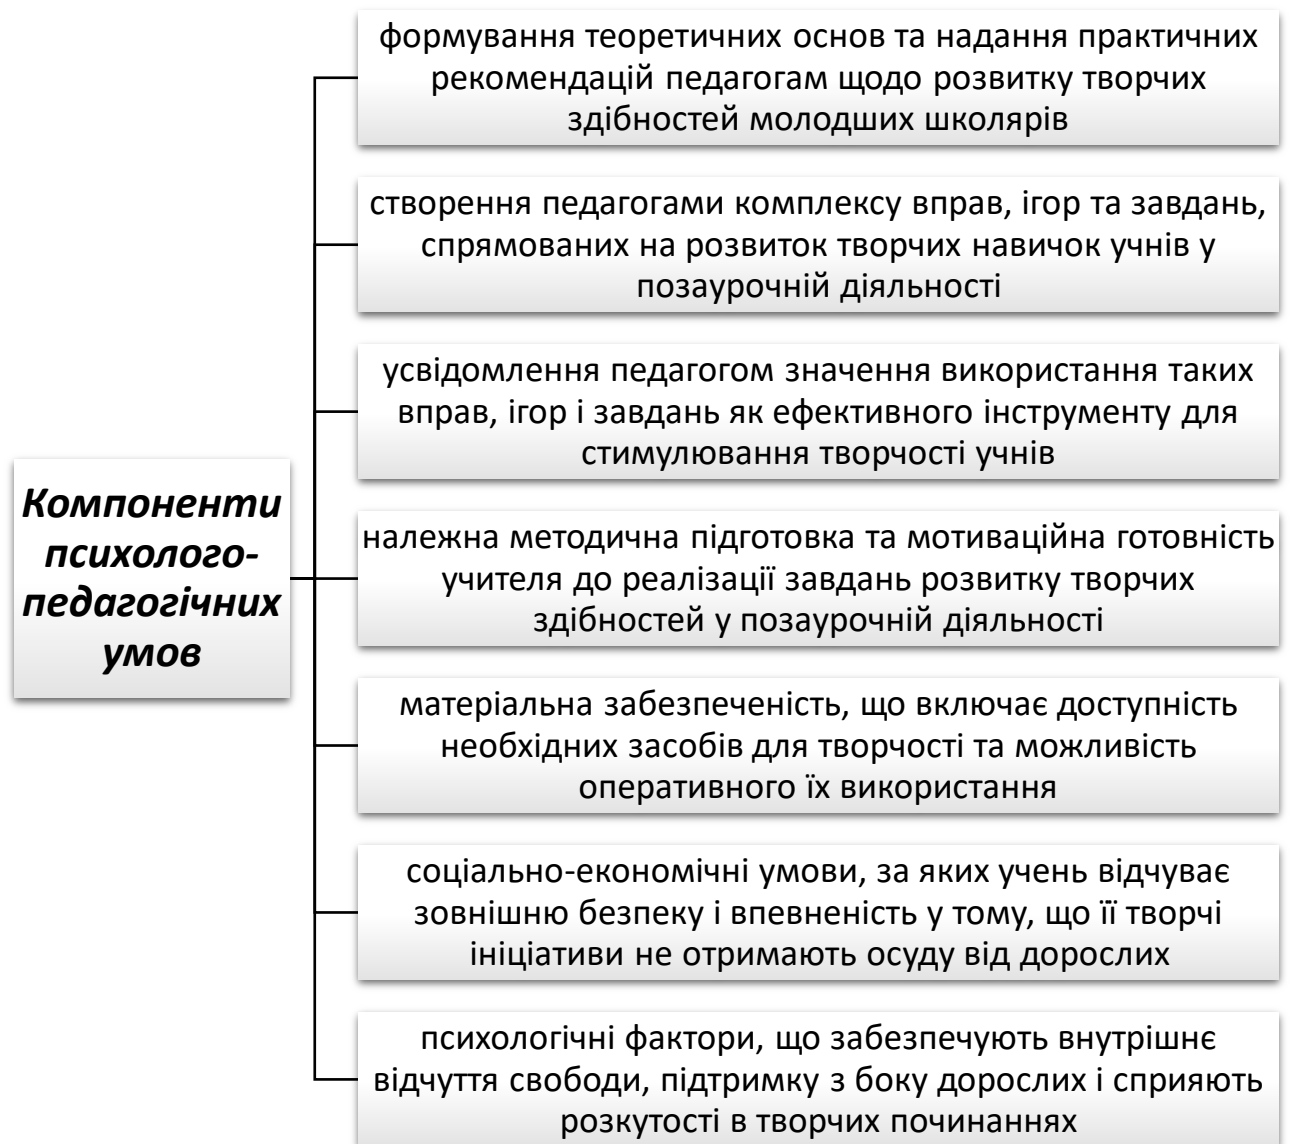 формування теоретичних основ та надання практичних
рекомендацій педагогам щодо розвитку творчих
здібностей молодших школярів
створення педагогами комплексу вправ, ігор та завдань,
спрямованих на розвиток творчих навичок учнів у
позаурочній діяльності
усвідомлення педагогом значення використання таких
вправ, ігор і завдань як ефективного інструменту для
стимулювання творчості учнів
Компоненти
психолого-
педагогічних
умов
належна методична підготовка та мотиваційна готовність
учителя до реалізації завдань розвитку творчих
здібностей у позаурочній діяльності
матеріальна забезпеченість, що включає доступність
необхідних засобів для творчості та можливість
оперативного їх використання
соціально-економічні умови, за яких учень відчуває
зовнішню безпеку і впевненість у тому, що її творчі
ініціативи не отримають осуду від дорослих
психологічні фактори, що забезпечують внутрішнє
відчуття свободи, підтримку з боку дорослих і сприяють
розкутості в творчих починаннях